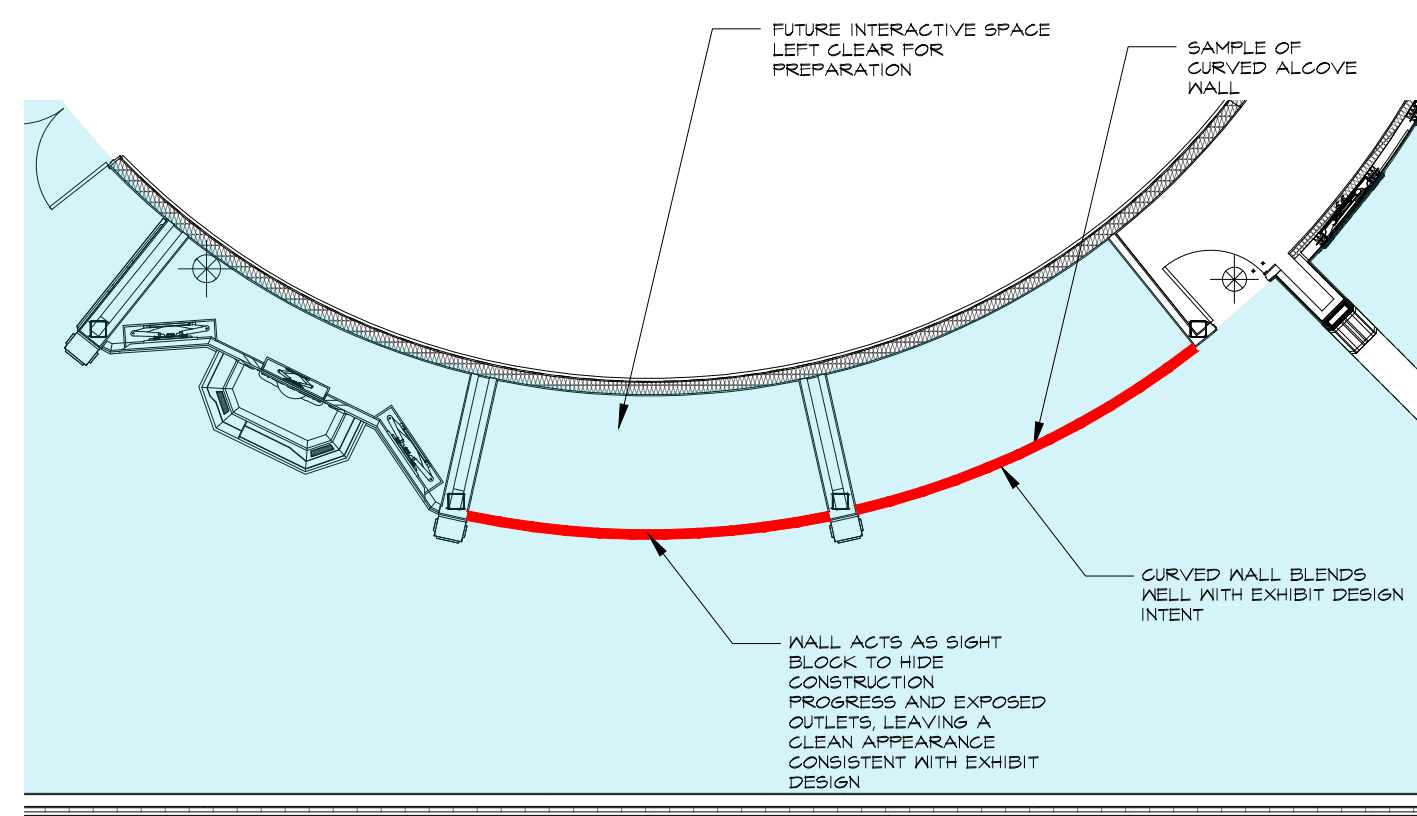 FUTURE INTERACTIVE SPACE
LEFT CLEAR FOR
PREPARATION
SAMPLE OF
CURVED ALCOVE
WALL
CURVED WALL BLENDS
WELL WITH EXHIBIT DESIGN
INTENT
WALL ACTS AS SIGHT
BLOCK TO HIDE
CONSTRUCTION
PROGRESS AND EXPOSED
OUTLETS, LEAVING A
CLEAN APPEARANCE
CONSISTENT WITH EXHIBIT
DESIGN